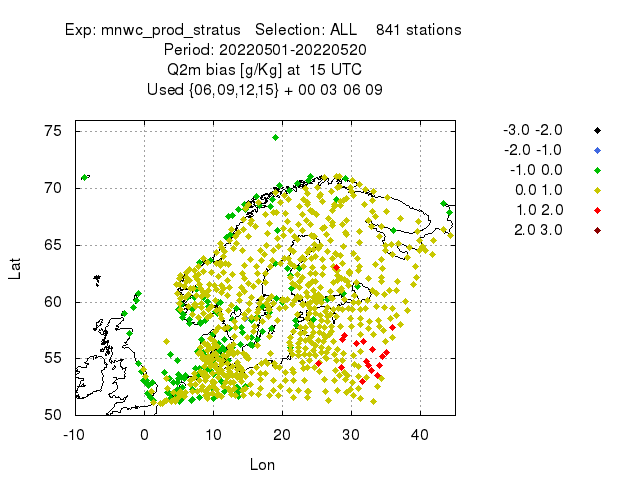 Exp: mnwc_prod_stratus   Selection: ALL    841 stations
Period: 20220501-20220520
Q2m bias [g/Kg] at  15 UTC
Used {06,09,12,15} + 00 03 06 09
-3.0 -2.0
-2.0 -1.0
-1.0 0.0
0.0 1.0
1.0 2.0
2.0 3.0
75
70
65
60
55
50
Lat
-10 0 10 20 30 40
Lon